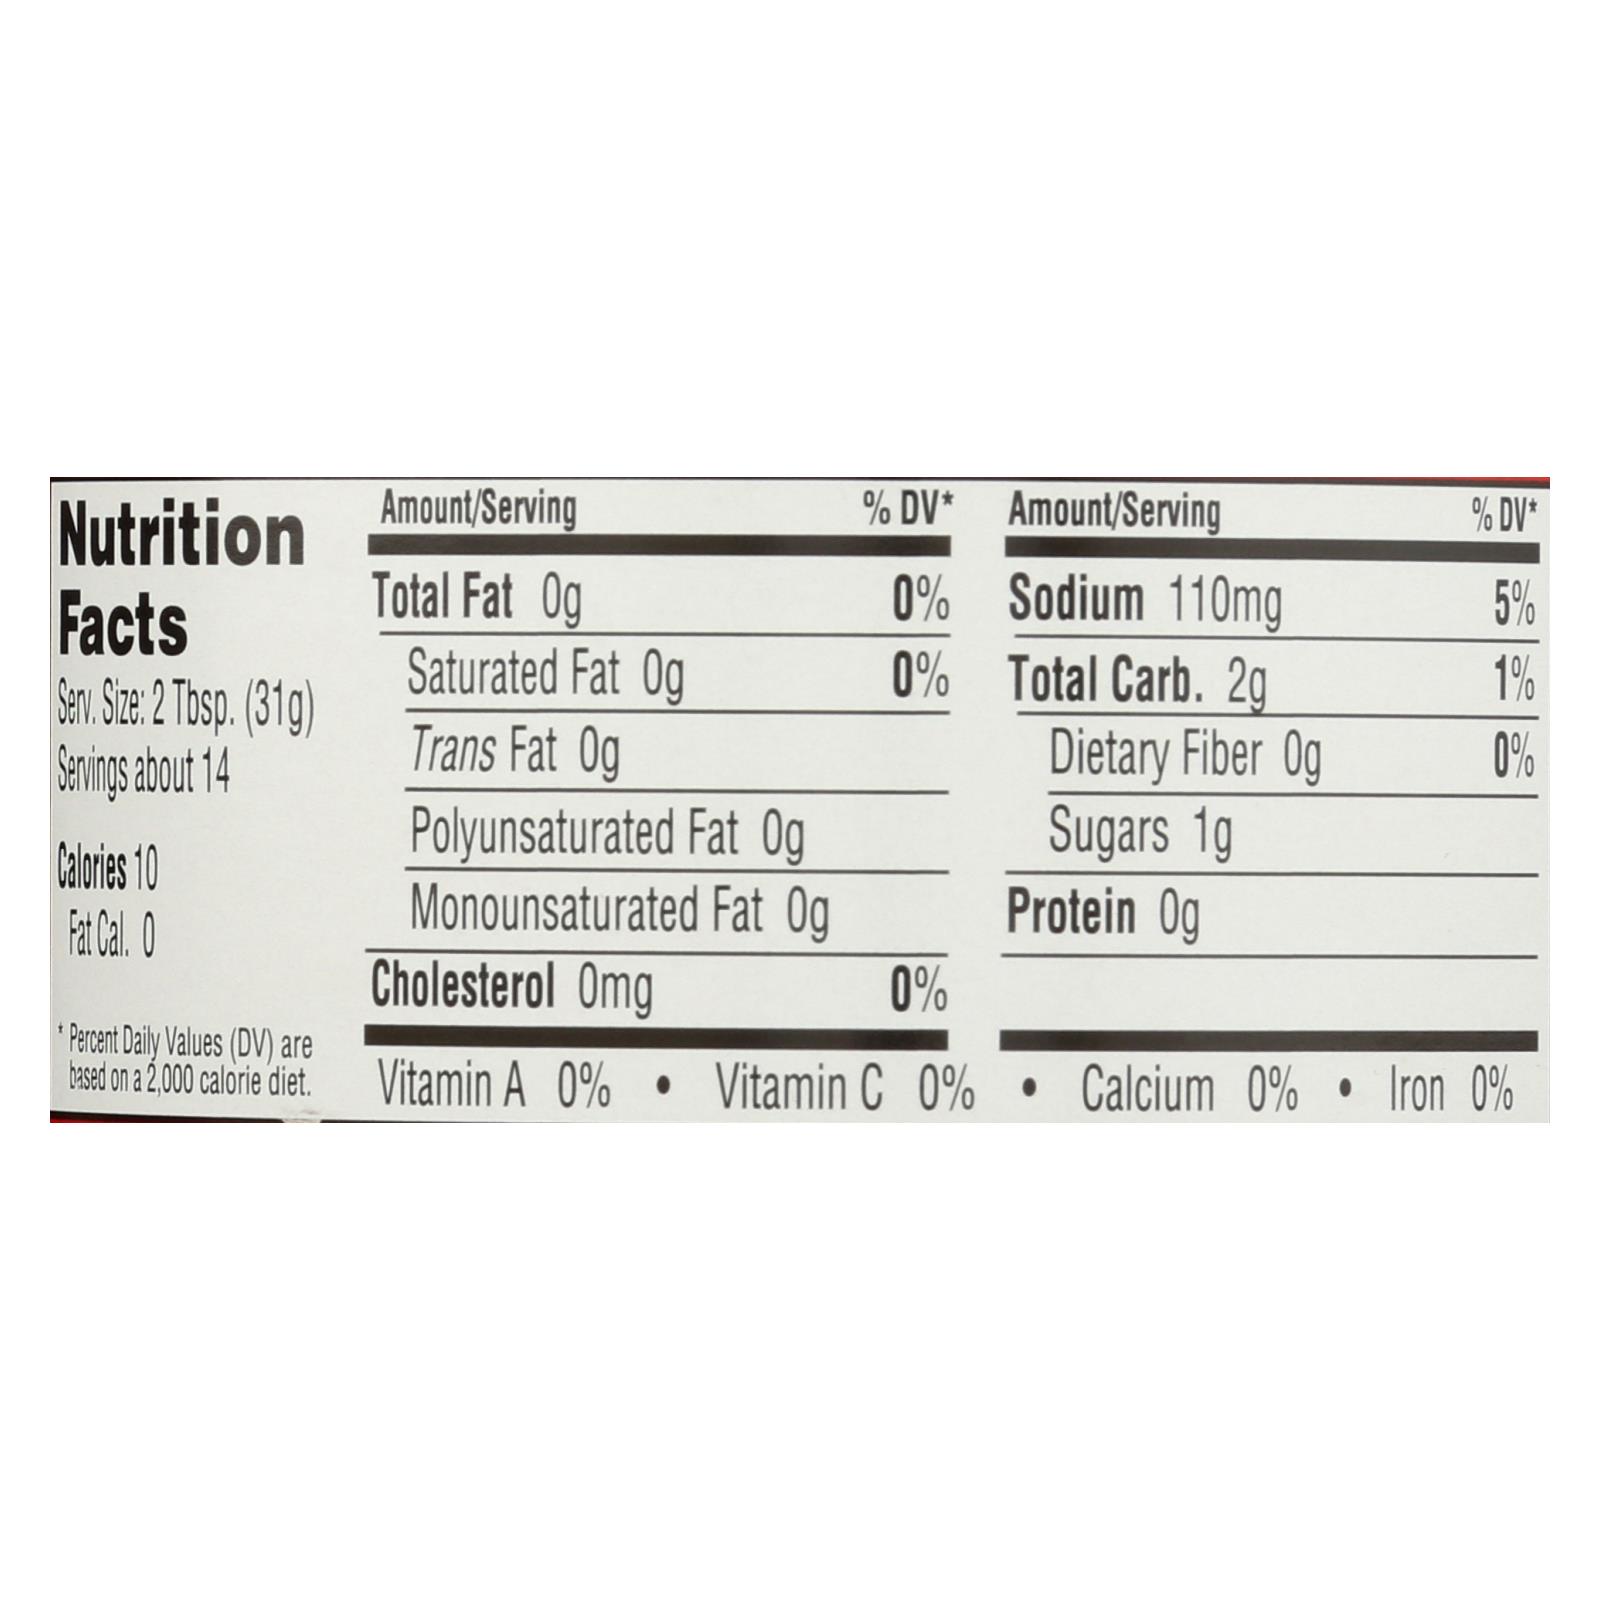 Nutrition
Facts
Serv. Size: 2 Tbsp. (31g)
Servings about 14
Calories 10
Fat Cal. 0
* Percent Daily Values (DV) are
based on a 2,000 calorie diet.
Amount/Serving % DV*
Total Fat 0g 0%
Saturated Fat 0g 0%
Trans Fat 0g
Polyunsaturated Fat 0g
Monounsaturated Fat 0g
Cholesterol 0mg 0%
Amount/Serving % DV*
Sodium 110mg 5%
Total Carb. 2g 1%
Dietary Fiber 0g 0%
Sugars 1g
Protein 0g
Vitamin A 0% • Vitamin C 0% • Calcium 0% • Iron 0%